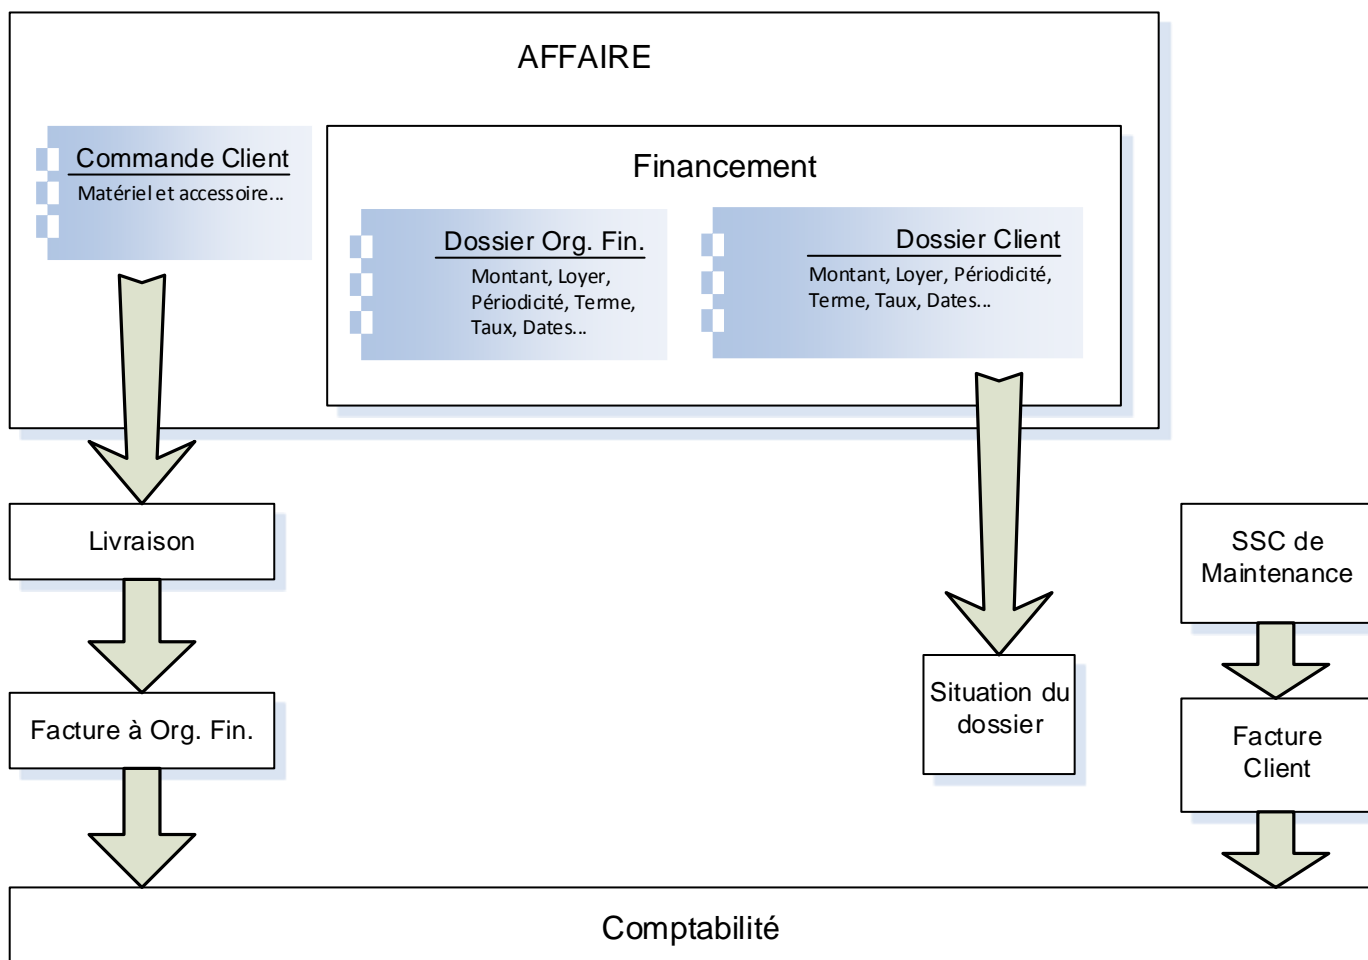 AFFAIRE
Commande Client
Matériel et accessoire...
Financement
Dossier Org. Fin.
Montant, Loyer,
Périodicité, Terme,
Taux, Dates...
Dossier Client
Montant, Loyer, Périodicité,
Terme, Taux, Dates...
Livraison
SSC de
Maintenance
Facture à Org. Fin.
Situation du
dossier
Facture
Client
Comptabilité